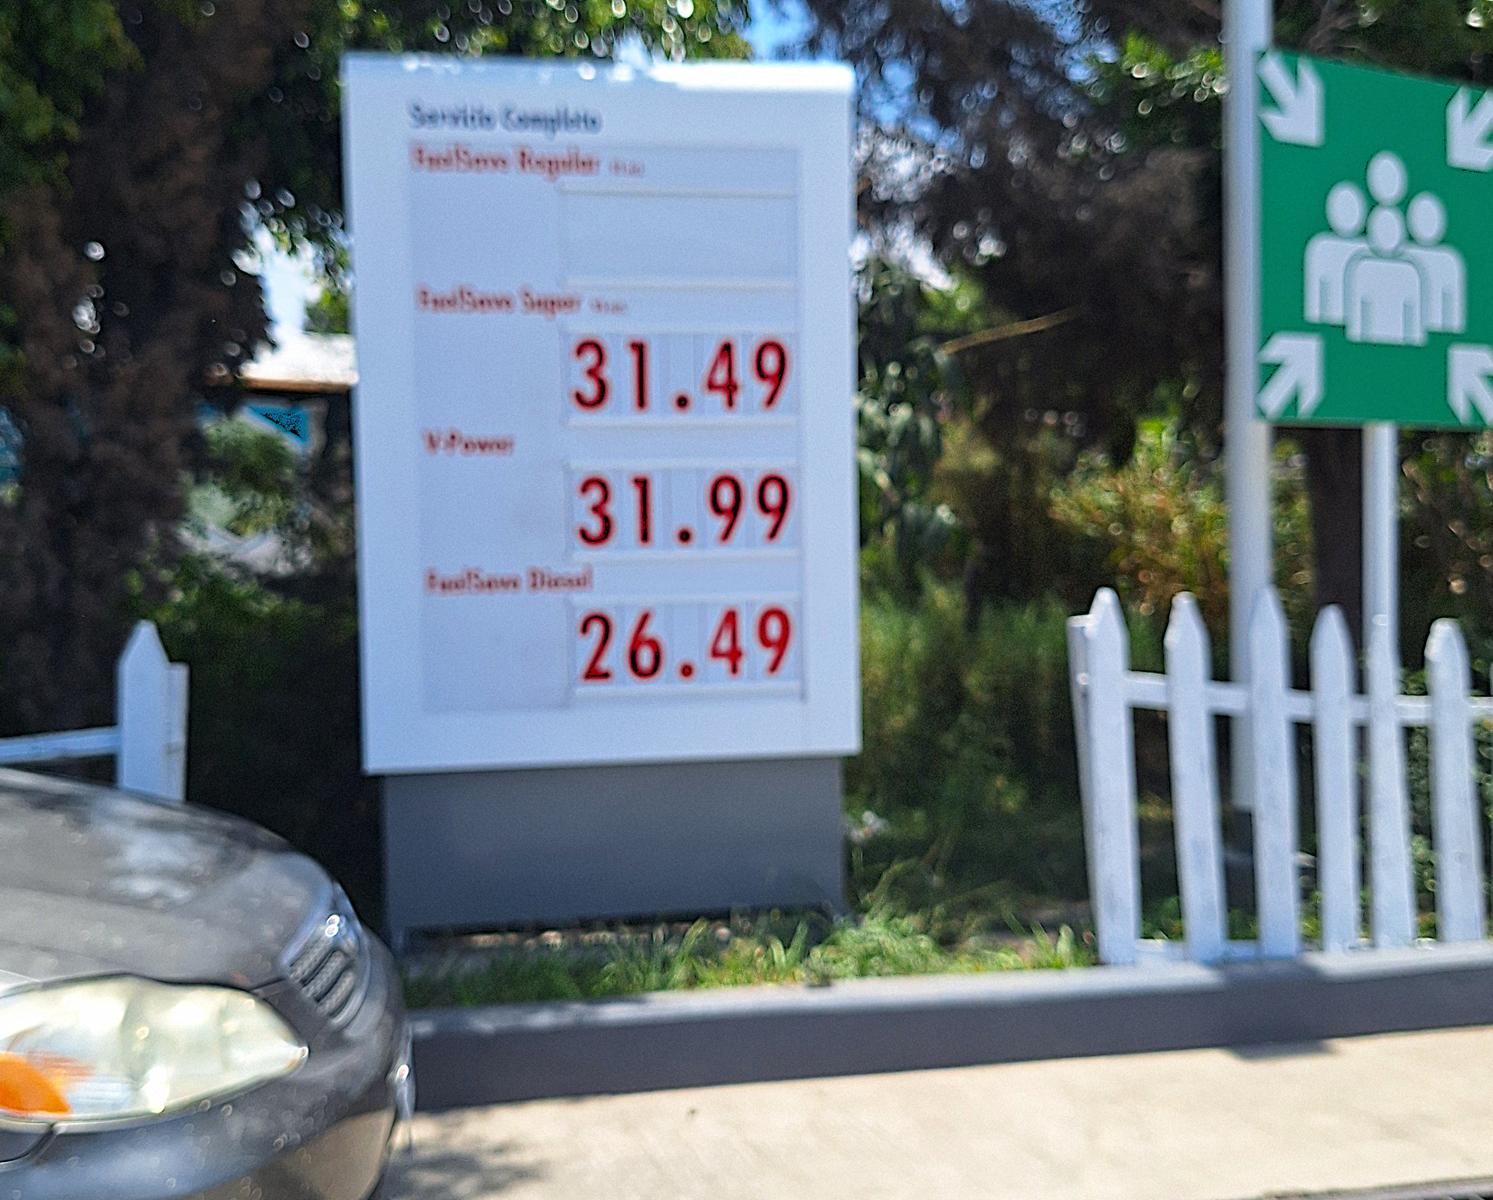 Servicio Completo
FuelSave Regular
FuelSave Super
31.49
V-Power
31.99
FuelSave Diesel
26.49